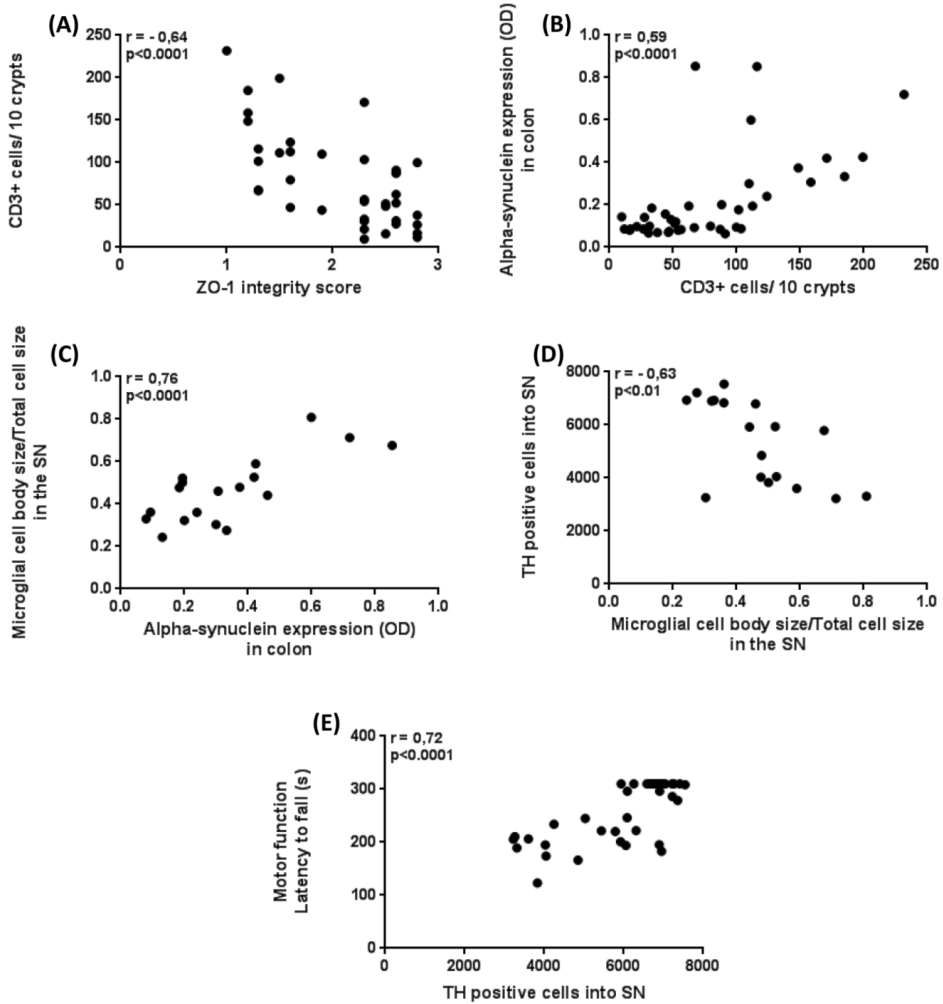 (A)
r = - 0,64
p<0.0001
250
200
150
100
50
0
0
1
2
3
CD3+ cells/ 10 crypts
ZO-1 integrity score
(B)
r = 0,59
p<0.0001
1.0
0.8
0.6
0.4
0.2
0.0
0
50
100
150
200
250
Alpha-synuclein expression (OD)
in colon
CD3+ cells/ 10 crypts
(C)
r = 0,76
p<0.0001
1.0
0.8
0.6
0.4
0.2
0.0
0.0
0.2
0.4
0.6
0.8
1.0
Microglial cell body size/Total cell size
in the SN
Alpha-synuclein expression (OD)
in colon
(D)
r = - 0,63
p<0.01
8000
6000
4000
2000
0
0.0
0.2
0.4
0.6
0.8
1.0
TH positive cells into SN
Microglial cell body size/Total cell size
in the SN
(E)
r = 0,72
p<0.0001
400
300
200
100
0
0
2000
4000
6000
8000
Motor function
Latency to fall (s)
TH positive cells into SN